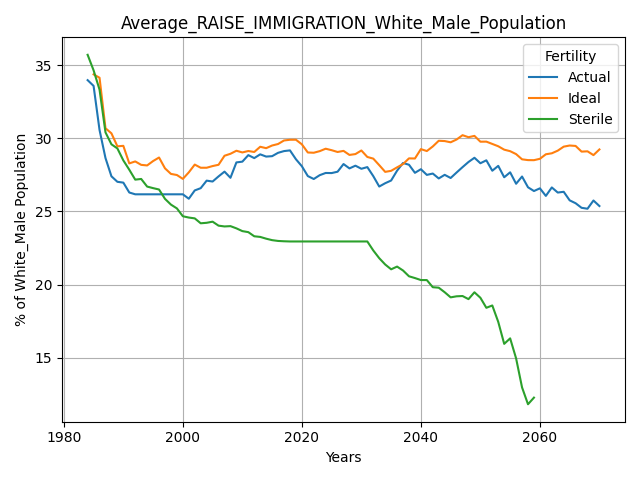 Average_RAISE_IMMIGRATION_White_Male_Population
% of White_Male Population
35
30
25
20
15
1980
2000
2020
2040
2060
Years
Fertility
Actual
Ideal
Sterile